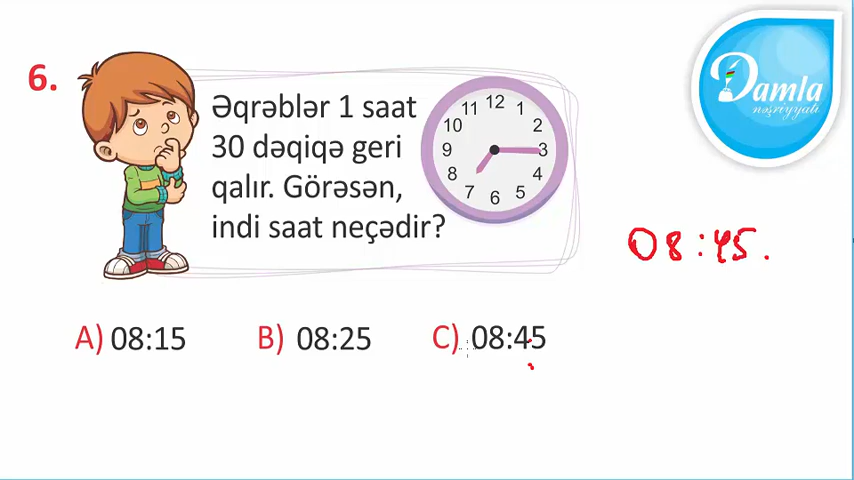 6.
Əqrəblər 1 saat
30 dəqiqə geri
qalır. Görəsən,
indi saat neçədir?
12
1
2
3
4
5
6
7
8
9
10
11
Damla
nəşriyyatı
08:45.
A) 08:15
B) 08:25
C) 08:45